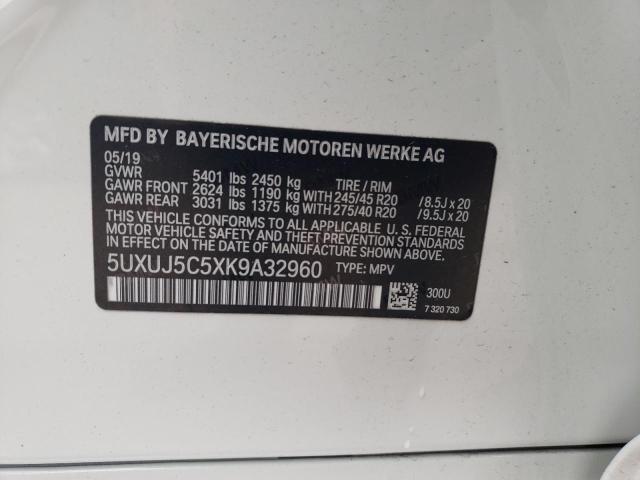 MFD BY BAYERISCHE MOTOREN WERKE AG
05/19
GVWR 5401 lbs 2450 kg TIRE / RIM
GAWR FRONT 2624 lbs 1190 kg WITH 245/45 R20 / 8.5J x 20
GAWR REAR 3031 lbs 1375 kg WITH 275/40 R20 / 9.5J x 20
THIS VEHICLE CONFORMS TO ALL APPLICABLE U. S. FEDERAL
MOTOR VEHICLE SAFETY, BUMPER, AND THEFT PREVENTION
STANDARDS IN EFFECT ON THE DATE OF MANUFACTURE SHOWN ABOVE.
5UXUJ5C5XK9A32960 TYPE: MPV
300U
7 320 730